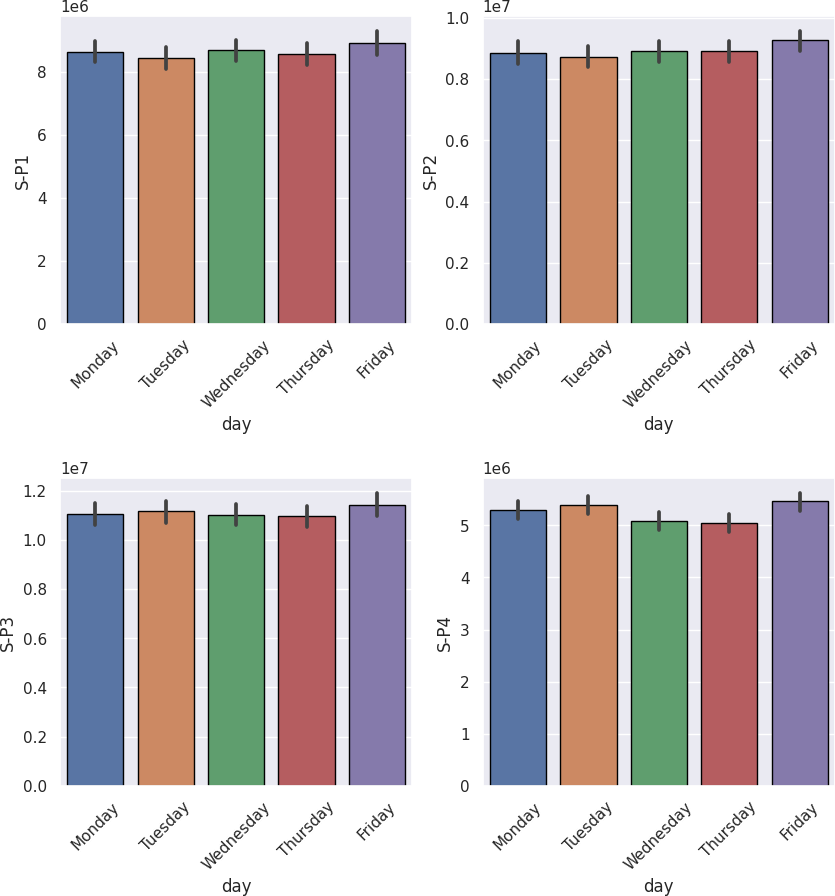 1e6
8
6
4
2
0
S-P1
Monday
Tuesday
Wednesday
Thursday
Friday
day
1e7
1.0
0.8
0.6
0.4
0.2
0.0
S-P2
Monday
Tuesday
Wednesday
Thursday
Friday
day
1e7
1.2
1.0
0.8
0.6
0.4
0.2
0.0
S-P3
Monday
Tuesday
Wednesday
Thursday
Friday
day
1e6
5
4
3
2
1
0
S-P4
Monday
Tuesday
Wednesday
Thursday
Friday
day